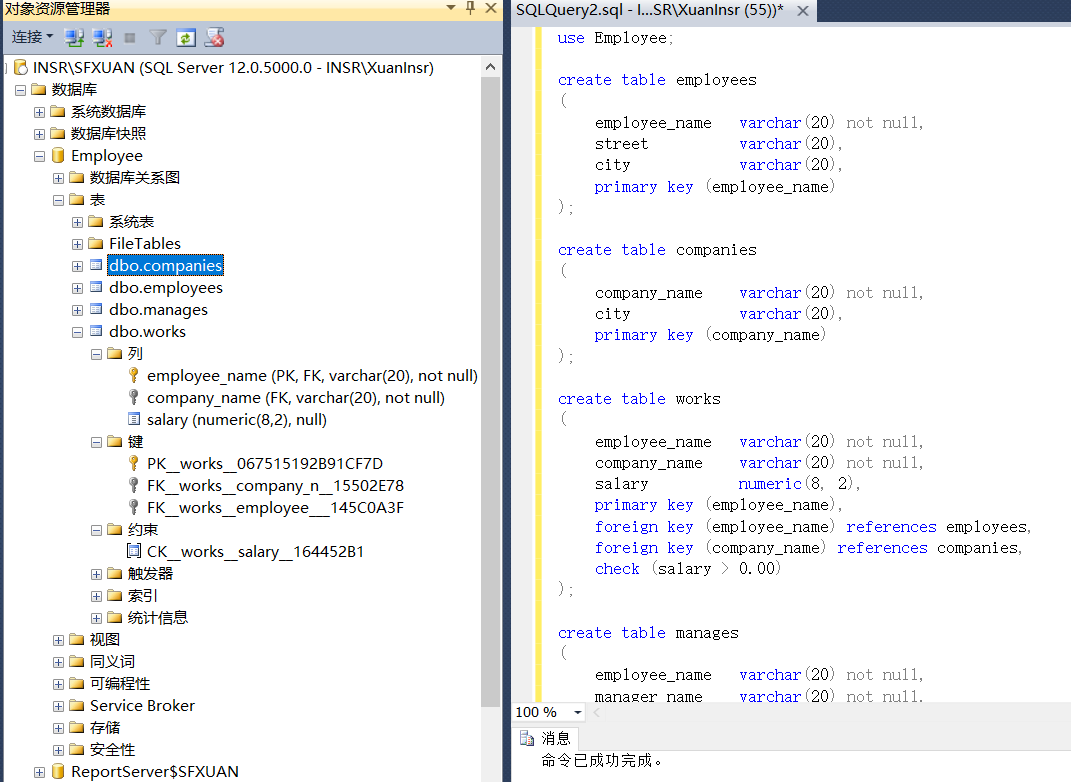 对象资源管理器
连接
INSR\SFXUAN (SQL Server 12.0.5000.0 - INSR\XuanInsr)
数据库
系统数据库
数据库快照
Employee
数据库关系图
表
系统表
FileTables
dbo.companies
dbo.employees
dbo.manages
dbo.works
列
employee_name (PK, FK, varchar(20), not null)
company_name (FK, varchar(20), not null)
salary (numeric(8,2), null)
键
PK__works__067515192B91CF7D
FK__works__company_n__15502E78
FK__works__employee___145C0A3F
约束
CK__works__salary__164452B1
触发器
索引
统计信息
视图
同义词
可编程性
Service Broker
存储
安全性
ReportServer$SFXUAN
SQLQuery2.sql - I...SR\XuanInsr (55))*
use Employee;
create table employees
(
employee_name varchar(20) not null,
street varchar(20),
city varchar(20),
primary key (employee_name)
);
create table companies
(
company_name varchar(20) not null,
city varchar(20),
primary key (company_name)
);
create table works
(
employee_name varchar(20) not null,
company_name varchar(20) not null,
salary numeric(8, 2),
primary key (employee_name),
foreign key (employee_name) references employees,
foreign key (company_name) references companies,
check (salary > 0.00)
);
create table manages
(
employee_name varchar(20) not null,
manager_name varchar(20) not null,
100 %
消息
命令已成功完成。